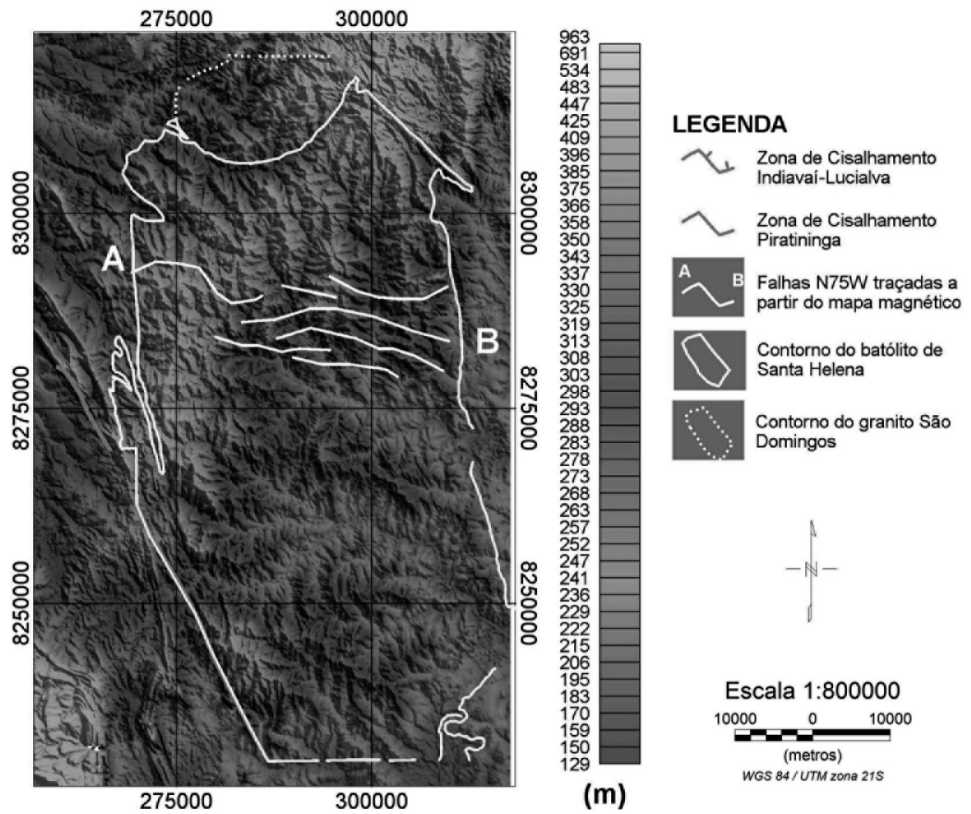 275000
300000
8300000
8275000
8250000
A
B
8300000
8275000
8250000
275000
300000
963
691
534
483
447
425
409
396
385
375
366
358
350
343
337
330
325
319
313
308
303
298
293
288
283
278
273
268
263
257
252
247
241
236
229
222
215
206
195
183
170
159
150
129
(m)
LEGENDA
Zona de Cisalhamento
Indiavaí-Lucialva
Zona de Cisalhamento
Piratininga
A
B
Falhas N75W traçadas a
partir do mapa magnético
Contorno do batólito de
Santa Helena
Contorno do granito São
Domingos
N
Escala 1:800000
10000
0
10000
(metros)
WGS 84 / UTM zona 21S